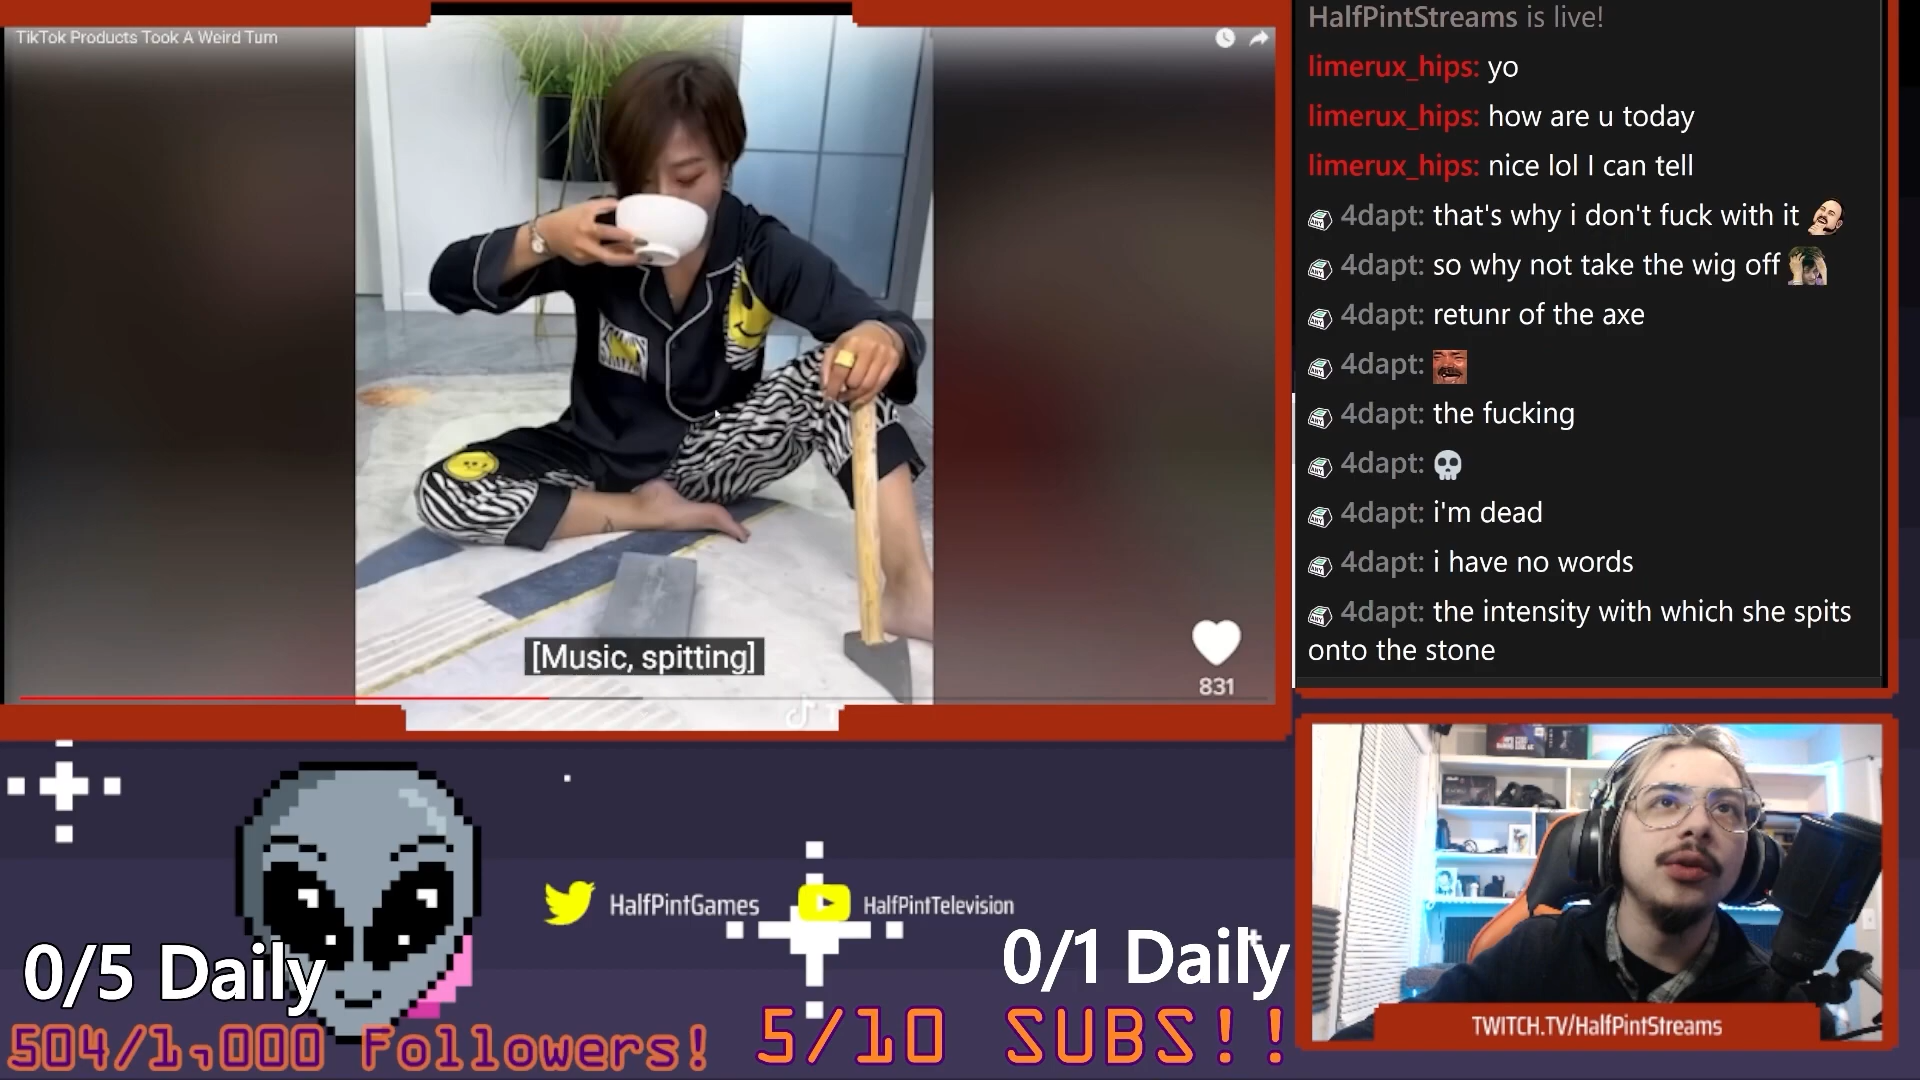 TikTok Products Took A Weird Turn
[Music, spitting]
831
HalfPintStreams is live!
limerux_hips: yo
limerux_hips: how are u today
limerux_hips: nice lol I can tell
4dapt: that's why i don't fuck with it
4dapt: so why not take the wig off
4dapt: retunr of the axe
4dapt:
4dapt: the fucking
4dapt: 💀
4dapt: i'm dead
4dapt: i have no words
4dapt: the intensity with which she spits
onto the stone
HalfPintGames
HalfPintTelevision
0/5 Daily
0/1 Daily
504/1,000 Followers!
5/10 SUBS!!
TWITCH.TV/HalfPintStreams